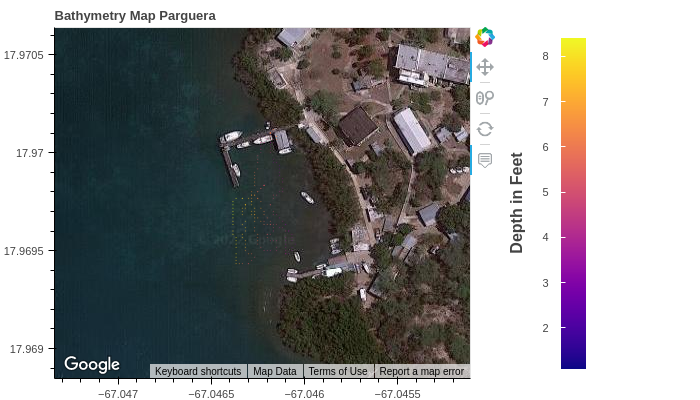 Bathymetry Map Parguera
17.9705
17.97
17.9695
17.969
Google
Keyboard shortcuts
Map Data
Terms of Use
Report a map error
−67.047
−67.0465
−67.046
−67.0455
Depth in Feet
8
7
6
5
4
3
2